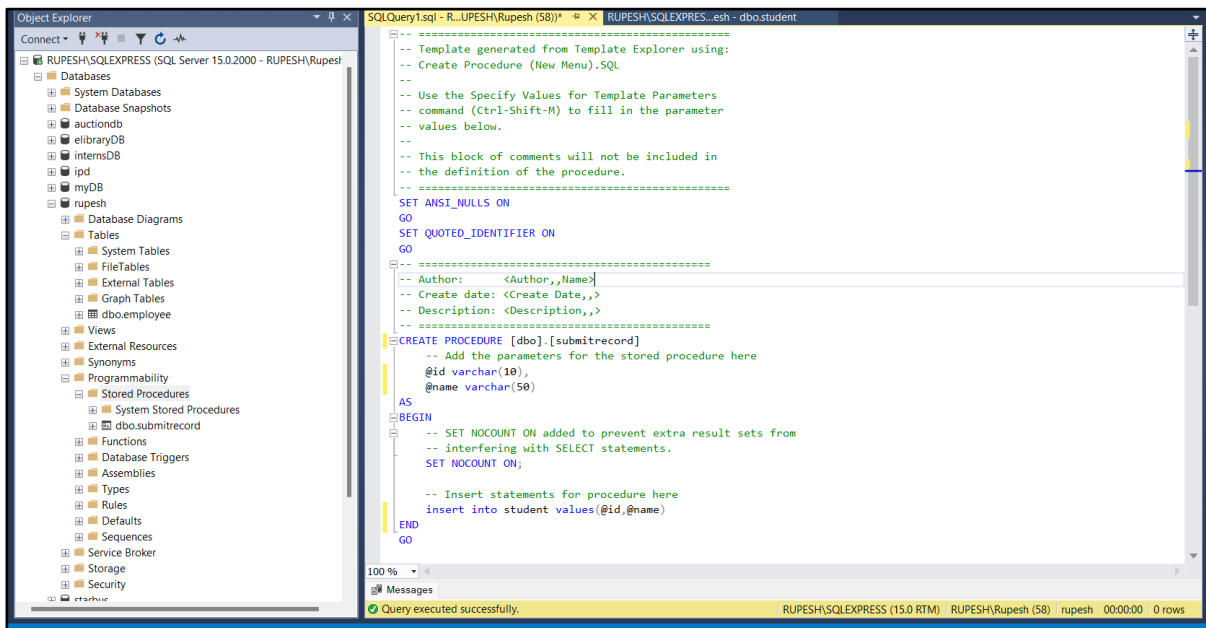 Object Explorer
Connect
RUPESH\SQLEXPRESS (SQL Server 15.0.2000 - RUPESH\Rupesh
Databases
System Databases
Database Snapshots
auctiondb
elibraryDB
internsDB
ipd
myDB
rupesh
Database Diagrams
Tables
System Tables
FileTables
External Tables
Graph Tables
dbo.employee
Views
External Resources
Synonyms
Programmability
Stored Procedures
System Stored Procedures
dbo.submitrecord
Functions
Database Triggers
Assemblies
Types
Rules
Defaults
Sequences
Service Broker
Storage
Security
starbus
SQLQuery1.sql - R...UPESH\Rupesh (58))* RUPESH\SQLEXPRES...esh - dbo.student
-- ================================================
-- Template generated from Template Explorer using:
-- Create Procedure (New Menu).SQL
--
-- Use the Specify Values for Template Parameters
-- command (Ctrl-Shift-M) to fill in the parameter
-- values below.
--
-- This block of comments will not be included in
-- the definition of the procedure.
-- ================================================
SET ANSI_NULLS ON
GO
SET QUOTED_IDENTIFIER ON
GO
-- =============================================
-- Author: <Author,,Name>
-- Create date: <Create Date,,>
-- Description: <Description,,>
-- =============================================
CREATE PROCEDURE [dbo].[submitrecord]
-- Add the parameters for the stored procedure here
@id varchar(10),
@name varchar(50)
AS
BEGIN
-- SET NOCOUNT ON added to prevent extra result sets from
-- interfering with SELECT statements.
SET NOCOUNT ON;
-- Insert statements for procedure here
insert into student values(@id,@name)
END
GO
100 %
Messages
Query executed successfully. RUPESH\SQLEXPRESS (15.0 RTM) RUPESH\Rupesh (58) rupesh 00:00:00 0 rows